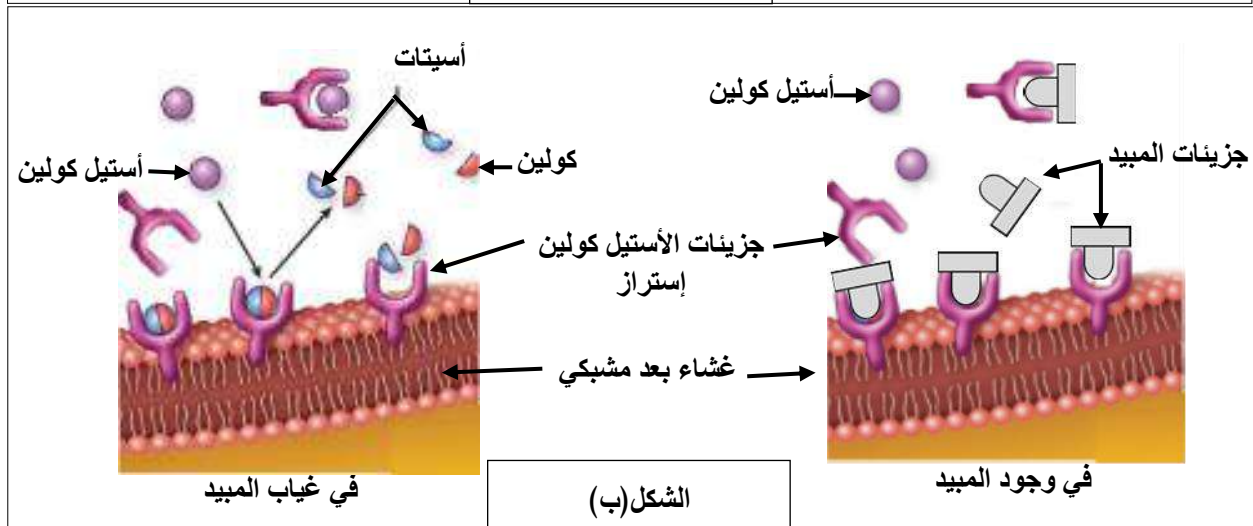 أسيتات
أستيل كولين
كولين
أستيل كولين
جزيئات المبيد
جزيئات الأستيل كولين
إستراز
غشاء بعد مشبكي
في غياب المبيد
في وجود المبيد
الشكل(ب)